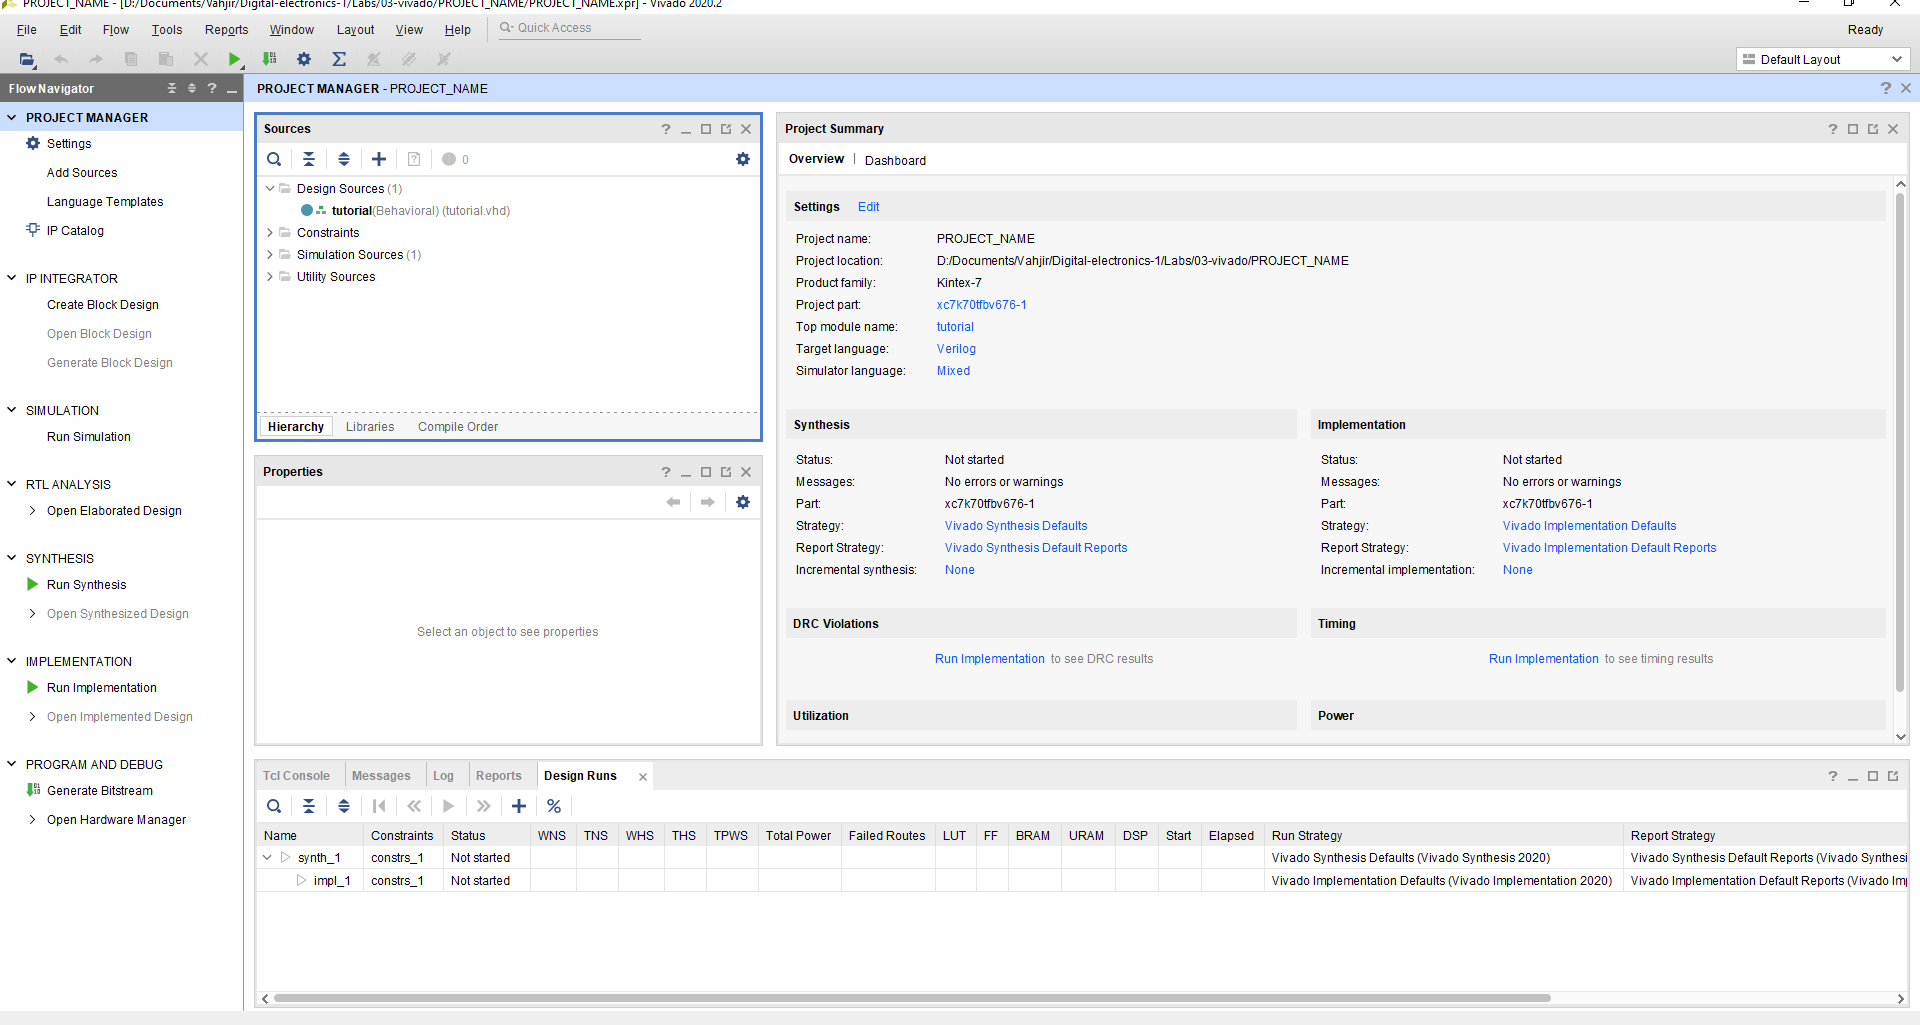 PROJECT_NAME - [D:/Documents/Vahjir/Digital-electronics-1/Labs/03-vivado/PROJECT_NAME/PROJECT_NAME.xpr] - Vivado 2020.2
File Edit Flow Tools Reports Window Layout View Help Quick Access Ready
Default Layout
Flow Navigator
PROJECT MANAGER
Settings
Add Sources
Language Templates
IP Catalog
IP INTEGRATOR
Create Block Design
Open Block Design
Generate Block Design
SIMULATION
Run Simulation
RTL ANALYSIS
Open Elaborated Design
SYNTHESIS
Run Synthesis
Open Synthesized Design
IMPLEMENTATION
Run Implementation
Open Implemented Design
PROGRAM AND DEBUG
Generate Bitstream
Open Hardware Manager
PROJECT MANAGER - PROJECT_NAME
Sources
0
Design Sources (1)
tutorial(Behavioral) (tutorial.vhd)
Constraints
Simulation Sources (1)
Utility Sources
Hierarchy Libraries Compile Order
Properties
Select an object to see properties
Project Summary
Overview | Dashboard
Settings Edit
Project name: PROJECT_NAME
Project location: D:/Documents/Vahjir/Digital-electronics-1/Labs/03-vivado/PROJECT_NAME
Product family: Kintex-7
Project part: xc7k70tfbv676-1
Top module name: tutorial
Target language: Verilog
Simulator language: Mixed
Synthesis
Status: Not started
Messages: No errors or warnings
Part: xc7k70tfbv676-1
Strategy: Vivado Synthesis Defaults
Report Strategy: Vivado Synthesis Default Reports
Incremental synthesis: None
Implementation
Status: Not started
Messages: No errors or warnings
Part: xc7k70tfbv676-1
Strategy: Vivado Implementation Defaults
Report Strategy: Vivado Implementation Default Reports
Incremental implementation: None
DRC Violations
Run Implementation to see DRC results
Timing
Run Implementation to see timing results
Utilization
Power
Tcl Console Messages Log Reports Design Runs
Name Constraints Status WNS TNS WHS THS TPWS Total Power Failed Routes LUT FF BRAM URAM DSP Start Elapsed Run Strategy Report Strategy
synth_1 constrs_1 Not started Vivado Synthesis Defaults (Vivado Synthesis 2020) Vivado Synthesis Default Reports (Vivado Synthesi
impl_1 constrs_1 Not started Vivado Implementation Defaults (Vivado Implementation 2020) Vivado Implementation Default Reports (Vivado Im